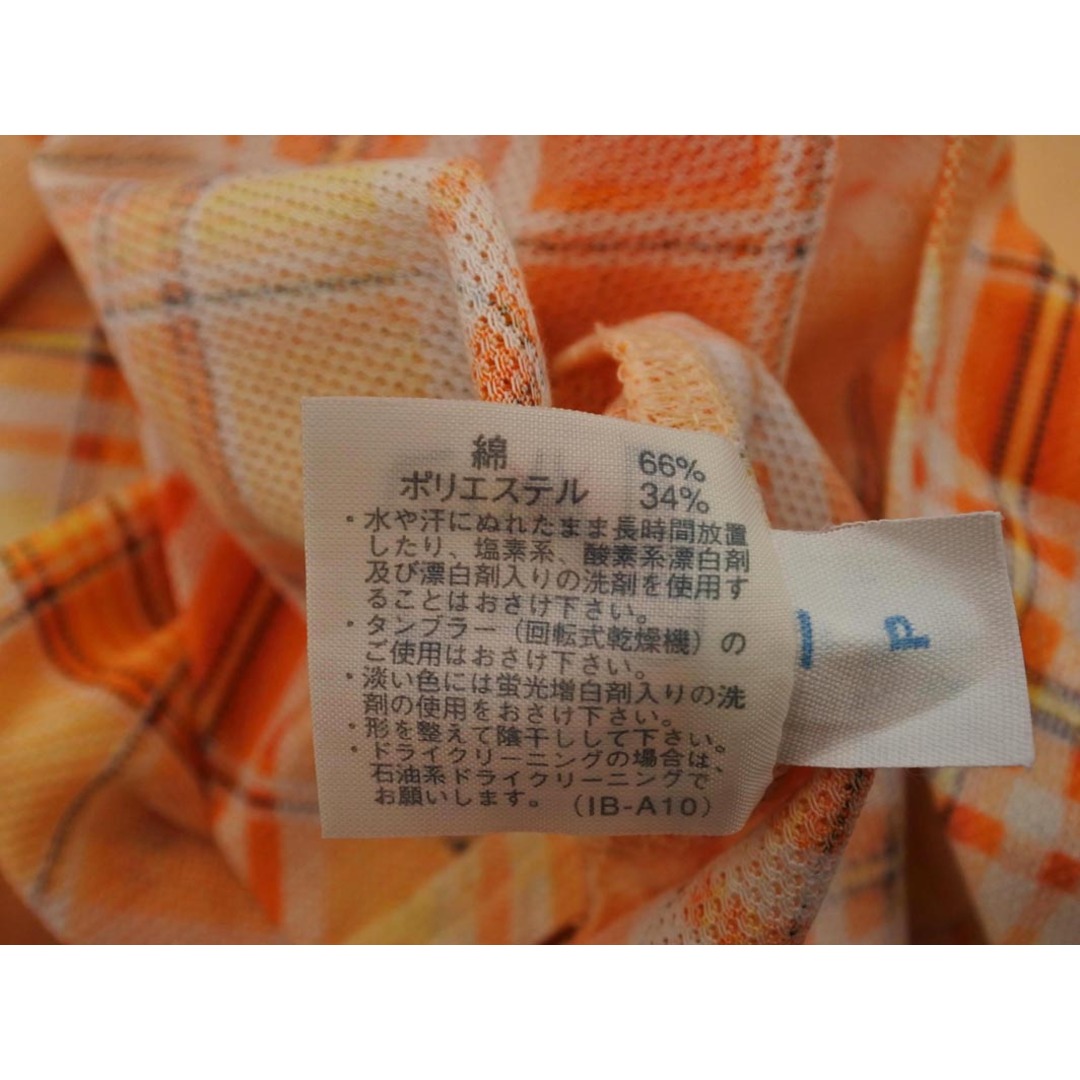 綿 66%
ポリエステル 34%
・水や汗にぬれたまま長時間放置
したり、塩素系、酸素系漂白剤
及び漂白剤入りの洗剤を使用す
ることはおさけ下さい。
・タンブラー（回転式乾燥機）の
ご使用はおさけ下さい。
・淡い色には蛍光増白剤入りの洗
剤の使用をおさけ下さい。
・形を整えて陰干しして下さい。
・ドライクリーニングの場合は、
石油系ドライクリーニングで
お願いします。（IB-A10）
P